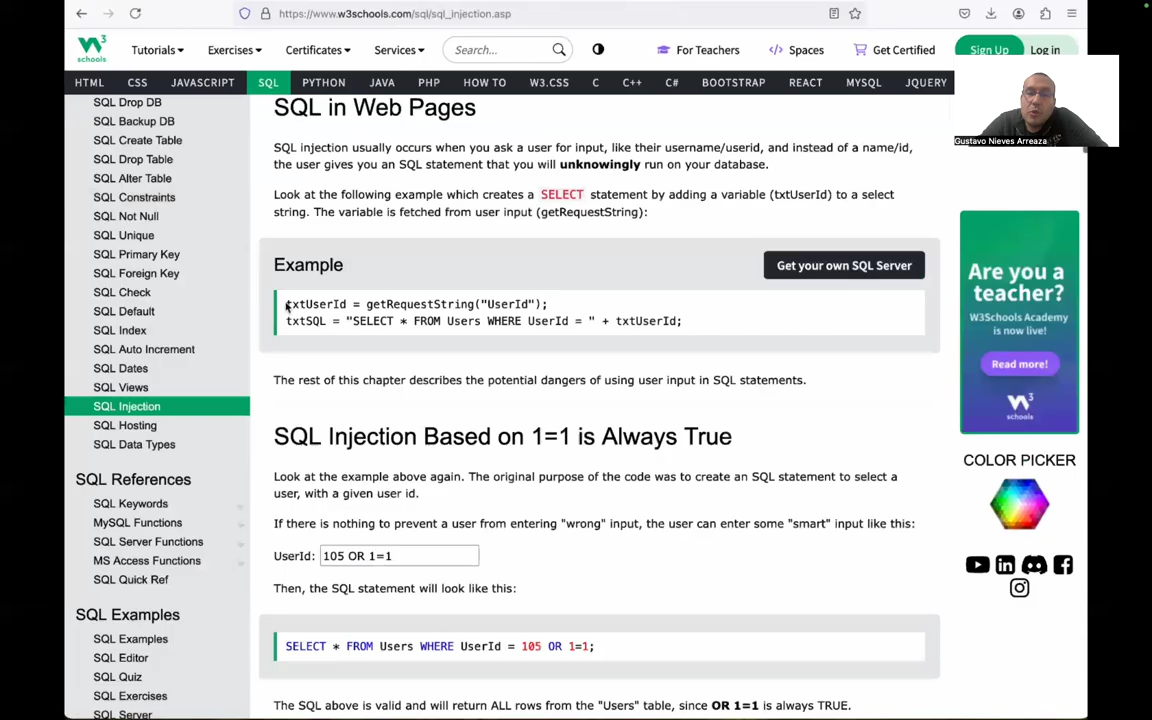 https://www.w3schools.com/sql/sql_injection.asp
W3 schools
Tutorials Exercises Certificates Services Search... For Teachers Spaces Get Certified Sign Up Log in
HTML CSS JAVASCRIPT SQL PYTHON JAVA PHP HOW TO W3.CSS C C++ C# BOOTSTRAP REACT MYSQL JQUERY
Gustavo Nieves Arreaza
SQL Drop DB
SQL Backup DB
SQL Create Table
SQL Drop Table
SQL Alter Table
SQL Constraints
SQL Not Null
SQL Unique
SQL Primary Key
SQL Foreign Key
SQL Check
SQL Default
SQL Index
SQL Auto Increment
SQL Dates
SQL Views
SQL Injection
SQL Hosting
SQL Data Types
SQL References
SQL Keywords
MySQL Functions
SQL Server Functions
MS Access Functions
SQL Quick Ref
SQL Examples
SQL Examples
SQL Editor
SQL Quiz
SQL Exercises
SQL Server
SQL in Web Pages
SQL injection usually occurs when you ask a user for input, like their username/userid, and instead of a name/id,
the user gives you an SQL statement that you will unknowingly run on your database.
Look at the following example which creates a SELECT statement by adding a variable (txtUserId) to a select
string. The variable is fetched from user input (getRequestString):
Example
Get your own SQL Server
txtUserId = getRequestString("UserId");
txtSQL = "SELECT * FROM Users WHERE UserId = " + txtUserId;
The rest of this chapter describes the potential dangers of using user input in SQL statements.
SQL Injection Based on 1=1 is Always True
Look at the example above again. The original purpose of the code was to create an SQL statement to select a
user, with a given user id.
If there is nothing to prevent a user from entering "wrong" input, the user can enter some "smart" input like this:
UserId: 105 OR 1=1
Then, the SQL statement will look like this:
SELECT * FROM Users WHERE UserId = 105 OR 1=1;
The SQL above is valid and will return ALL rows from the "Users" table, since OR 1=1 is always TRUE.
Are you a
teacher?
W3Schools Academy
is now live!
Read more!
W3
schools
COLOR PICKER